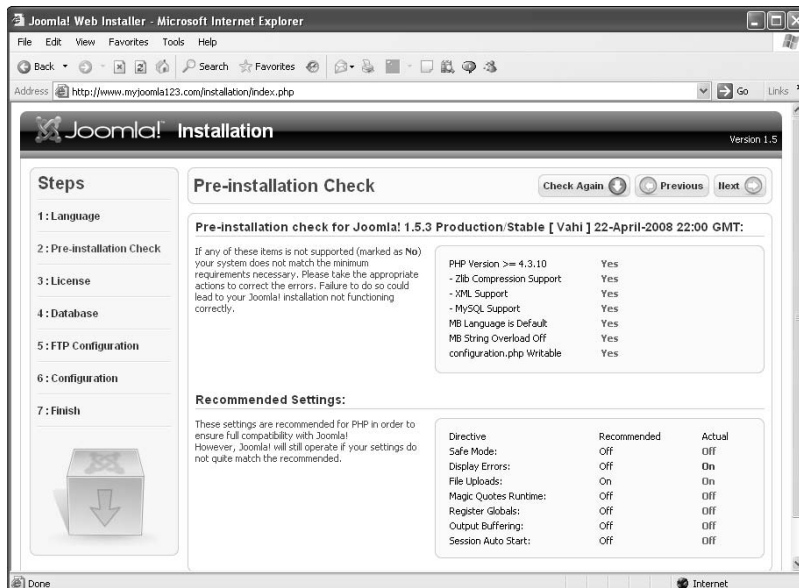 Joomla! Web Installer - Microsoft Internet Explorer
File Edit View Favorites Tools Help
Back Search Favorites
Address http://www.myjoomla123.com/installation/index.php Go Links
Joomla! Installation
Version 1.5
Steps
1 : Language
2 : Pre-installation Check
3 : License
4 : Database
5 : FTP Configuration
6 : Configuration
7 : Finish
Pre-installation Check
Check Again Previous Next
Pre-installation check for Joomla! 1.5.3 Production/Stable [ Vahi ] 22-April-2008 22:00 GMT:
If any of these items is not supported (marked as No)
your system does not match the minimum
requirements necessary. Please take the appropriate
actions to correct the errors. Failure to do so could
lead to your Joomla! installation not functioning
correctly.
PHP Version >= 4.3.10 Yes
- Zlib Compression Support Yes
- XML Support Yes
- MySQL Support Yes
MB Language is Default Yes
MB String Overload Off Yes
configuration.php Writable Yes
Recommended Settings:
These settings are recommended for PHP in order to
ensure full compatibility with Joomla!
However, Joomla! will still operate if your settings do
not quite match the recommended.
Directive Recommended Actual
Safe Mode: Off Off
Display Errors: Off On
File Uploads: On On
Magic Quotes Runtime: Off Off
Register Globals: Off Off
Output Buffering: Off Off
Session Auto Start: Off Off
Done Internet